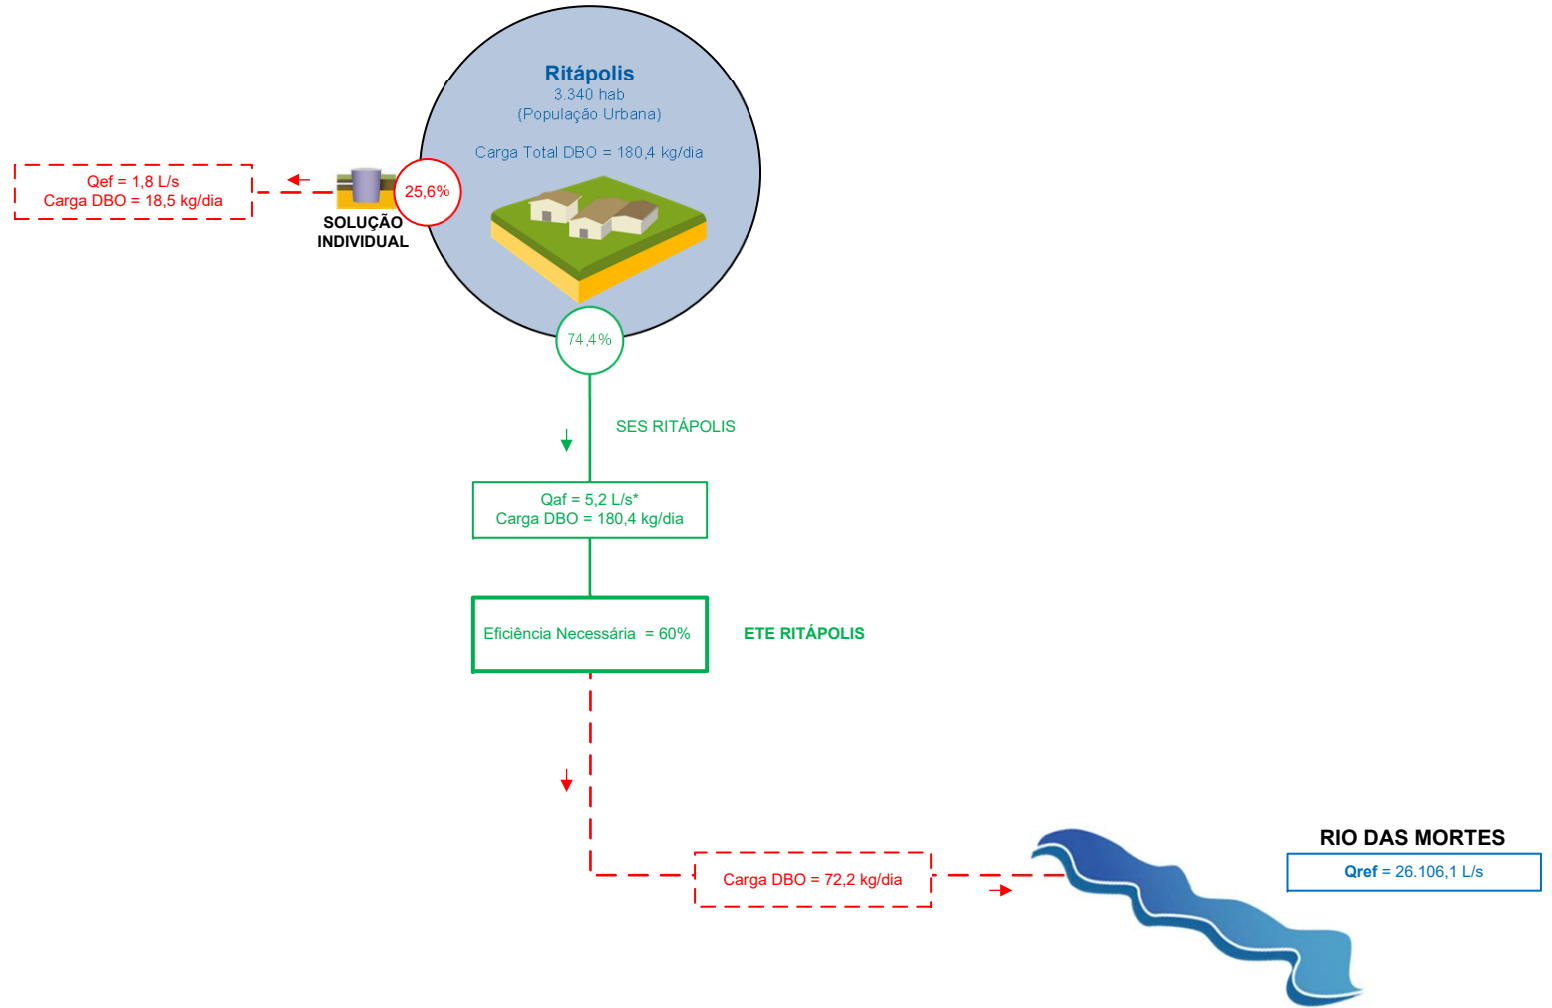 Ritápolis
3.340 hab
(População Urbana)
Carga Total DBO = 180,4 kg/dia
Qef = 1,8 L/s
Carga DBO = 18,5 kg/dia
25,6%
SOLUÇÃO
INDIVIDUAL
74,4%
SES RITÁPOLIS
Qaf = 5,2 L/s*
Carga DBO = 180,4 kg/dia
Eficiência Necessária = 60%
ETE RITÁPOLIS
Carga DBO = 72,2 kg/dia
RIO DAS MORTES
Qref = 26.106,1 L/s